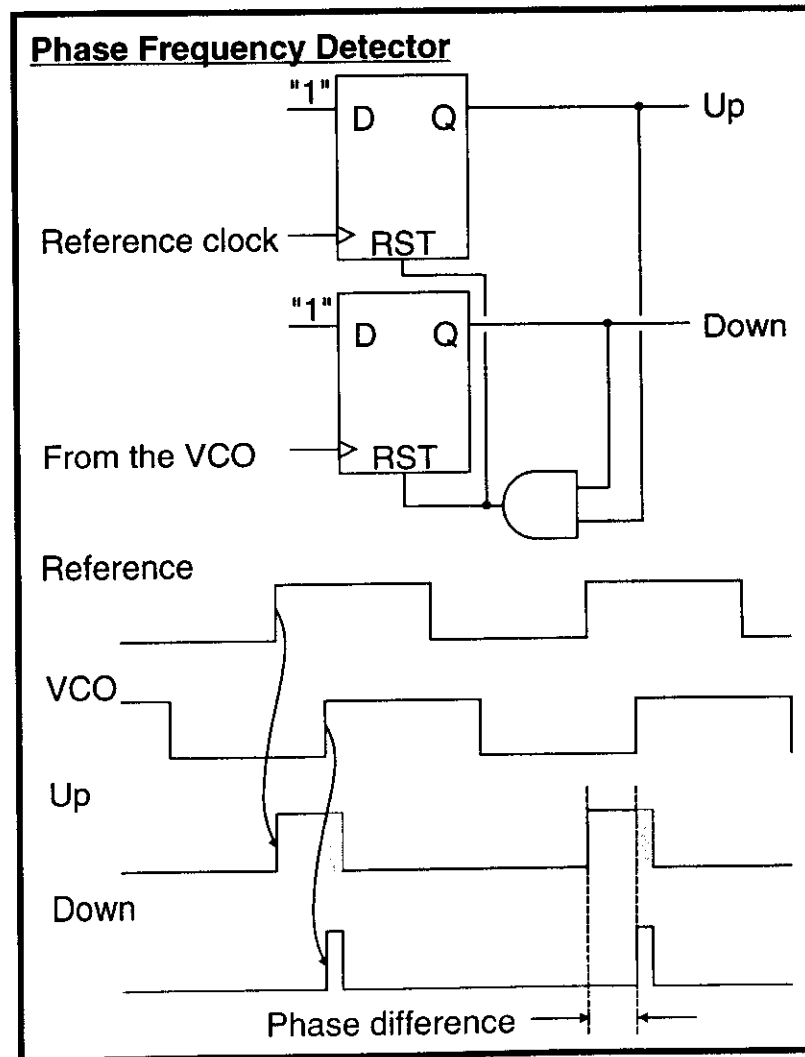 Phase Frequency Detector
"1"
D Q Up
Reference clock
RST
"1"
D Q Down
From the VCO
RST
Reference
VCO
Up
Down
Phase difference